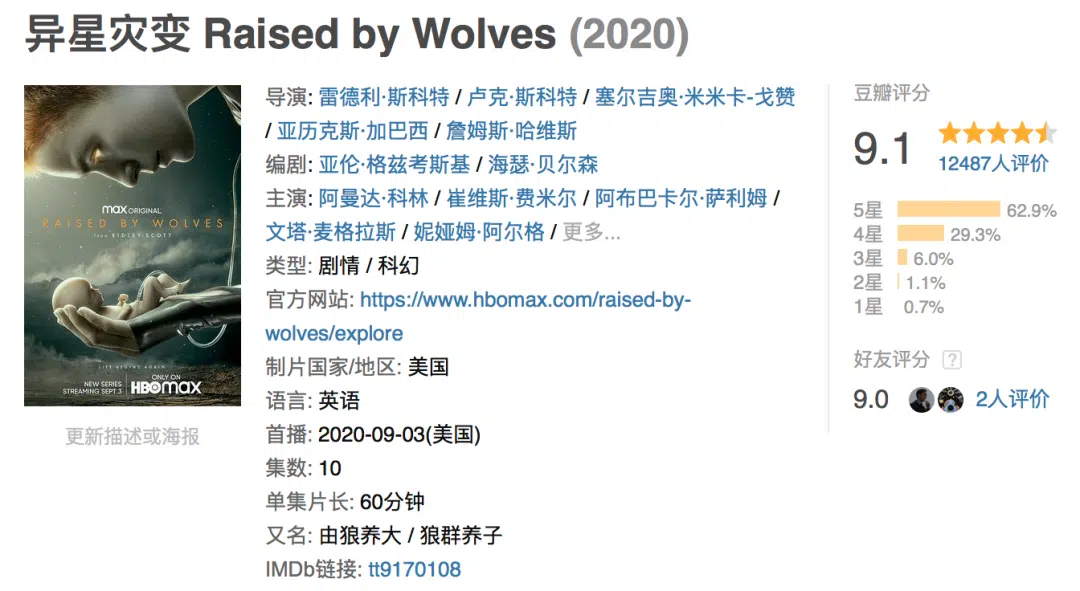 异星灾变 Raised by Wolves (2020)
max ORIGINAL
RAISED BY WOLVES
from RIDLEY SCOTT
LIFE BEGINS AGAIN
NEW SERIES
STREAMING SEPT 3
ONLY ON
HBOmax
更新描述或海报
导演: 雷德利·斯科特 / 卢克·斯科特 / 塞尔吉奥·米米卡-戈赞
/ 亚历克斯·加巴西 / 詹姆斯·哈维斯
编剧: 亚伦·格兹考斯基 / 海瑟·贝尔森
主演: 阿曼达·科林 / 崔维斯·费米尔 / 阿布巴卡尔·萨利姆 /
文塔·麦格拉斯 / 妮娅姆·阿尔格 / 更多...
类型: 剧情 / 科幻
官方网站: https://www.hbomax.com/raised-by-
wolves/explore
制片国家/地区: 美国
语言: 英语
首播: 2020-09-03(美国)
集数: 10
单集片长: 60分钟
又名: 由狼养大 / 狼群养子
IMDb链接: tt9170108
豆瓣评分
9.1
12487人评价
5星 62.9%
4星 29.3%
3星 6.0%
2星 1.1%
1星 0.7%
好友评分 ?
9.0 2人评价